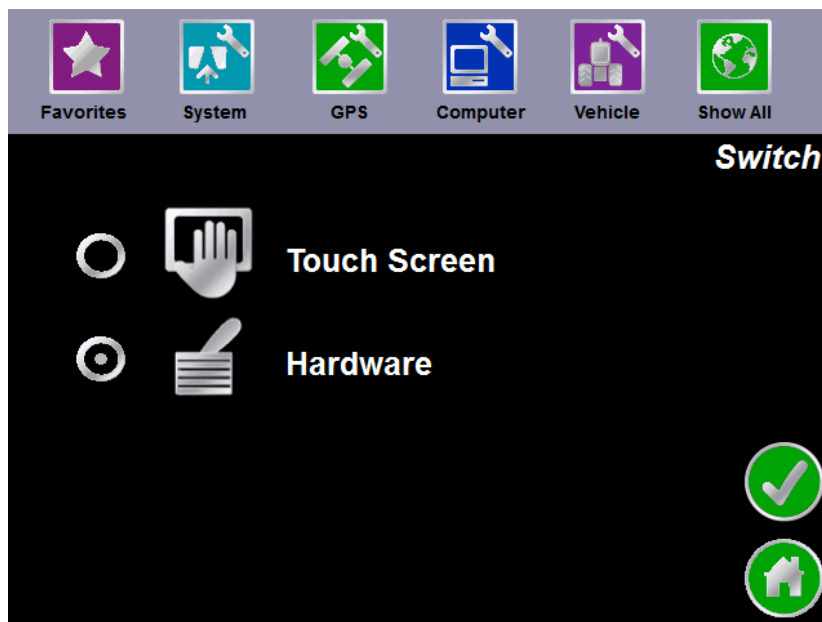 Favorites System GPS Computer Vehicle Show All
Switch
Touch Screen
Hardware